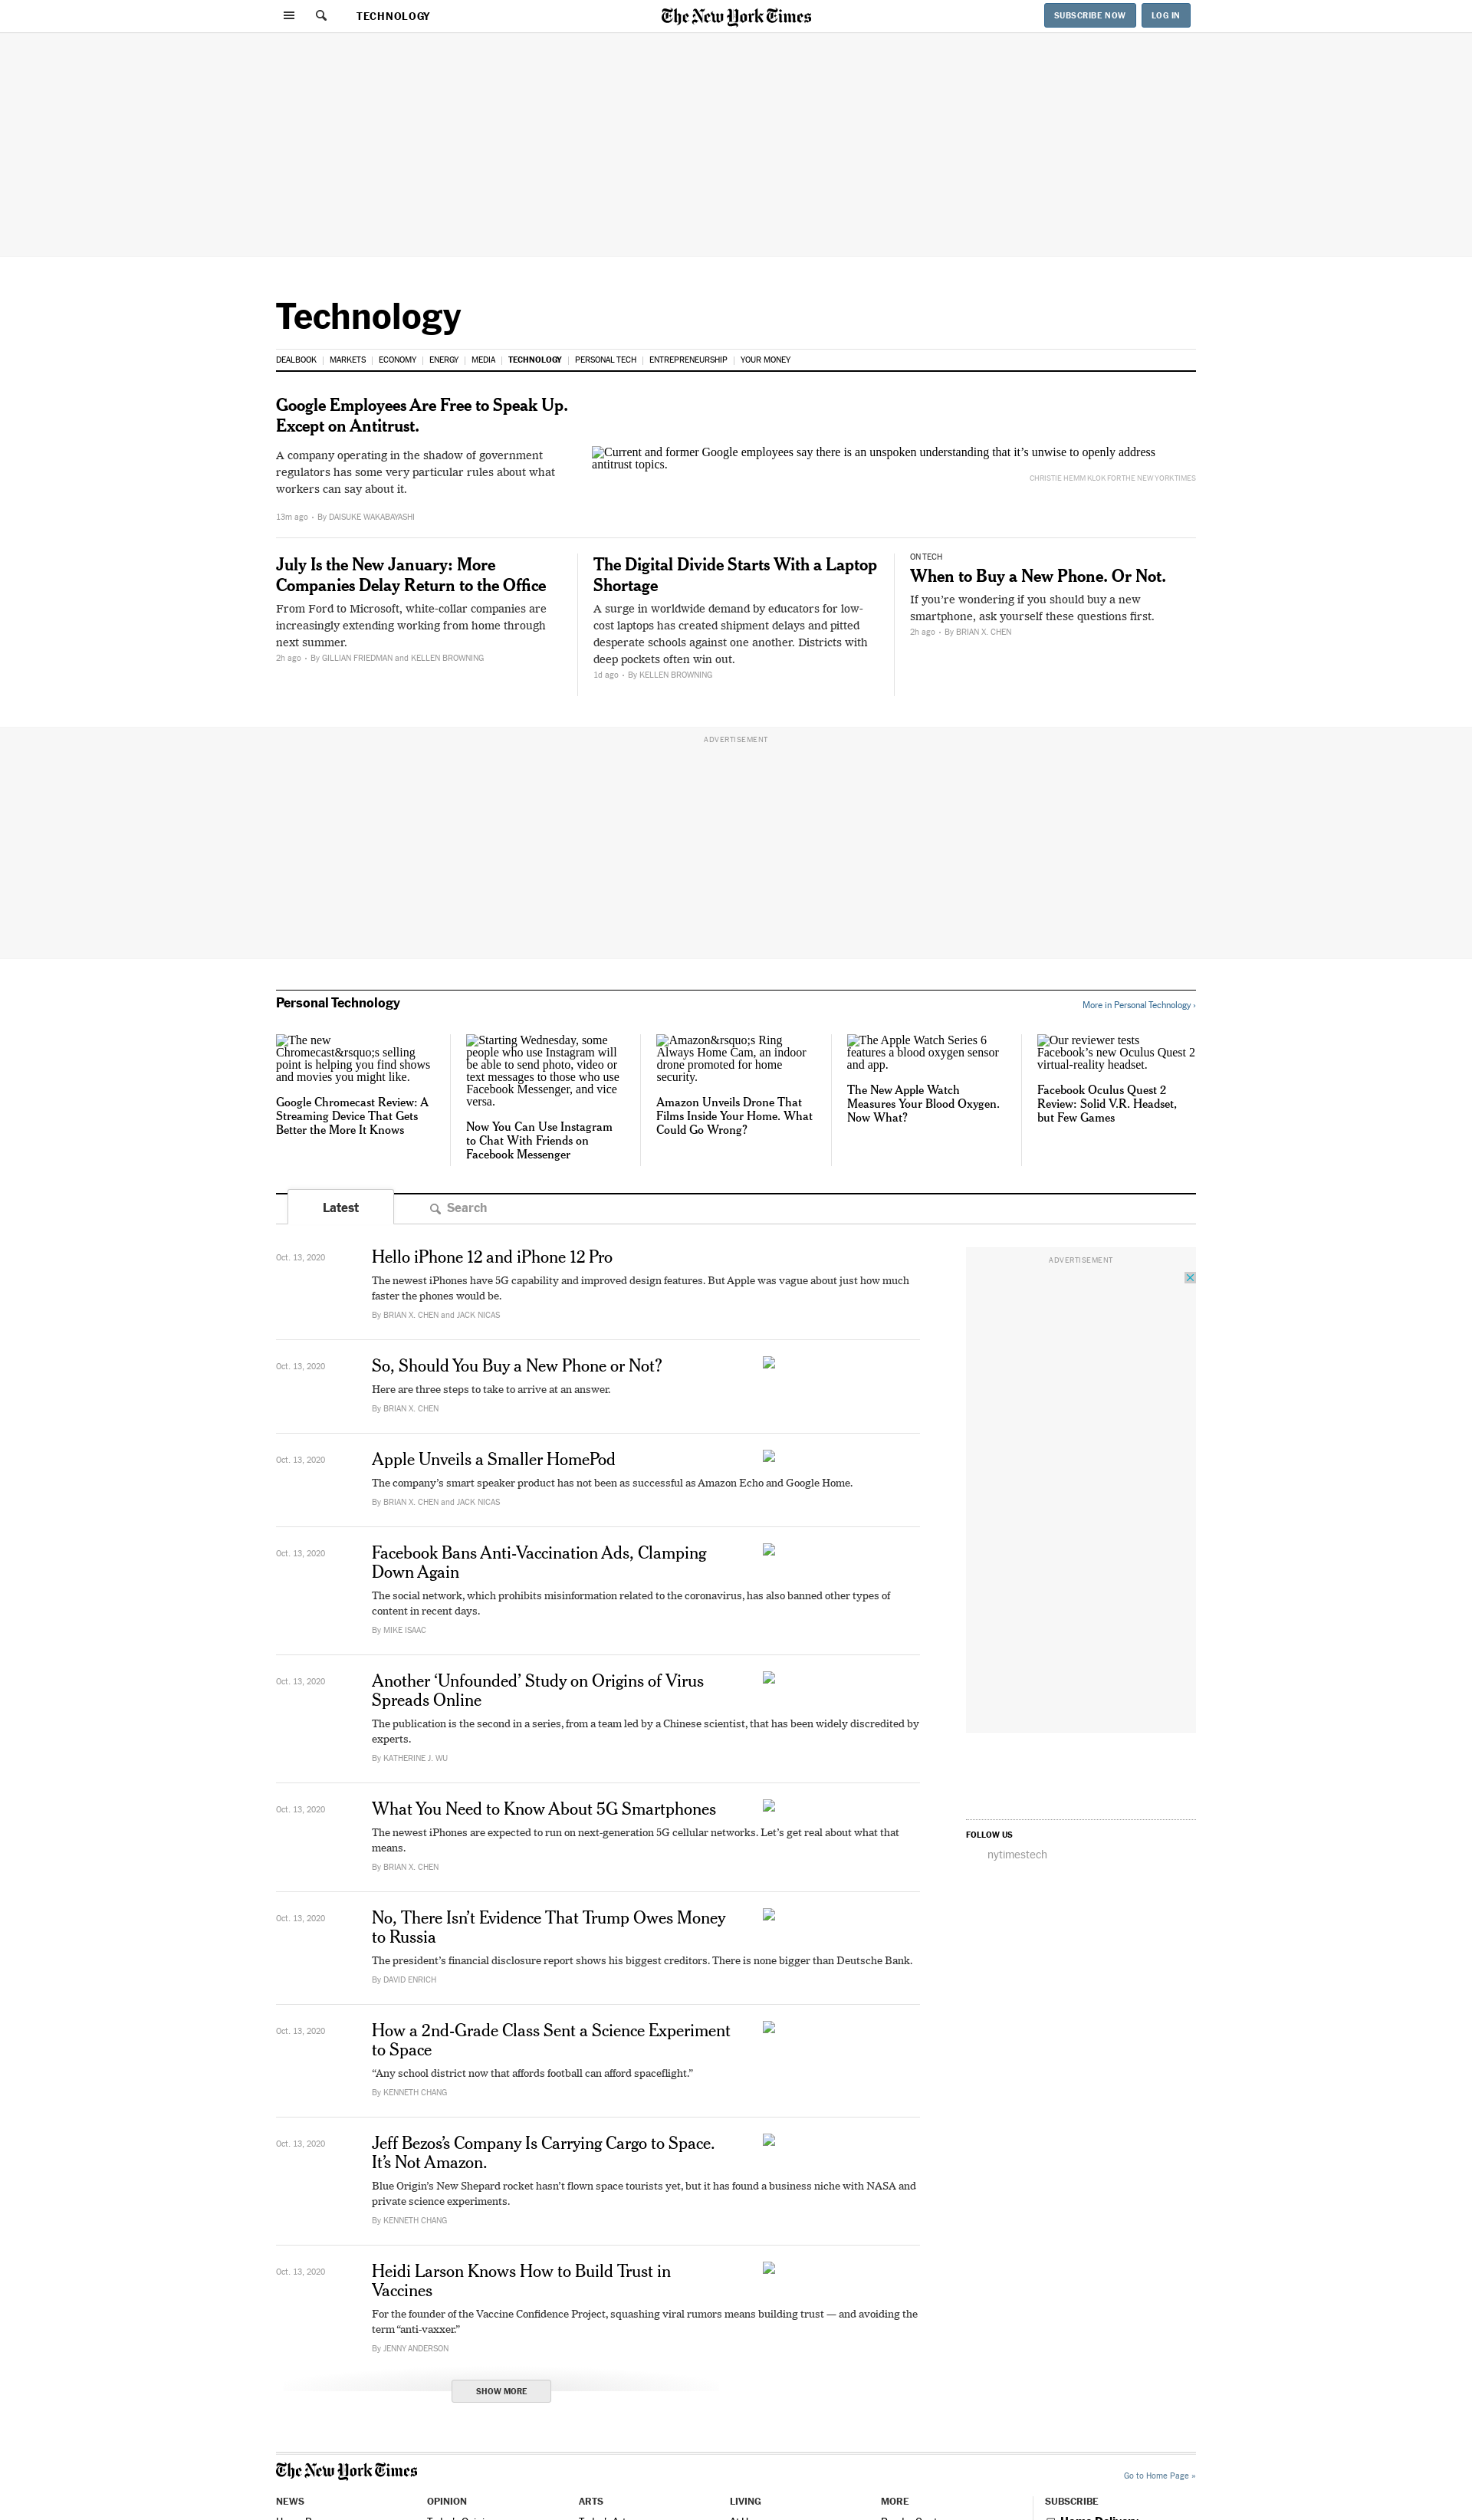 TECHNOLOGY
The New York Times
SUBSCRIBE NOW
LOG IN
Technology
DEALBOOK | MARKETS | ECONOMY | ENERGY | MEDIA | TECHNOLOGY | PERSONAL TECH | ENTREPRENEURSHIP | YOUR MONEY
Google Employees Are Free to Speak Up.
Except on Antitrust.
A company operating in the shadow of government
regulators has some very particular rules about what
workers can say about it.
13m ago • By DAISUKE WAKABAYASHI
Current and former Google employees say there is an unspoken understanding that it’s unwise to openly address
antitrust topics.
CHRISTIE HEMM KLOK FOR THE NEW YORK TIMES
July Is the New January: More
Companies Delay Return to the Office
From Ford to Microsoft, white-collar companies are
increasingly extending working from home through
next summer.
2h ago • By GILLIAN FRIEDMAN and KELLEN BROWNING
The Digital Divide Starts With a Laptop
Shortage
A surge in worldwide demand by educators for low-
cost laptops has created shipment delays and pitted
desperate schools against one another. Districts with
deep pockets often win out.
1d ago • By KELLEN BROWNING
ON TECH
When to Buy a New Phone. Or Not.
If you’re wondering if you should buy a new
smartphone, ask yourself these questions first.
2h ago • By BRIAN X. CHEN
ADVERTISEMENT
Personal Technology
More in Personal Technology ›
The new
Chromecast&rsquo;s selling
point is helping you find shows
and movies you might like.
Google Chromecast Review: A
Streaming Device That Gets
Better the More It Knows
Starting Wednesday, some
people who use Instagram will
be able to send photo, video or
text messages to those who use
Facebook Messenger, and vice
versa.
Now You Can Use Instagram
to Chat With Friends on
Facebook Messenger
Amazon&rsquo;s Ring
Always Home Cam, an indoor
drone promoted for home
security.
Amazon Unveils Drone That
Films Inside Your Home. What
Could Go Wrong?
The Apple Watch Series 6
features a blood oxygen sensor
and app.
The New Apple Watch
Measures Your Blood Oxygen.
Now What?
Our reviewer tests
Facebook’s new Oculus Quest 2
virtual-reality headset.
Facebook Oculus Quest 2
Review: Solid V.R. Headset,
but Few Games
Latest
Search
Oct. 13, 2020
Hello iPhone 12 and iPhone 12 Pro
The newest iPhones have 5G capability and improved design features. But Apple was vague about just how much
faster the phones would be.
By BRIAN X. CHEN and JACK NICAS
ADVERTISEMENT
Oct. 13, 2020
So, Should You Buy a New Phone or Not?
Here are three steps to take to arrive at an answer.
By BRIAN X. CHEN
Oct. 13, 2020
Apple Unveils a Smaller HomePod
The company’s smart speaker product has not been as successful as Amazon Echo and Google Home.
By BRIAN X. CHEN and JACK NICAS
Oct. 13, 2020
Facebook Bans Anti-Vaccination Ads, Clamping
Down Again
The social network, which prohibits misinformation related to the coronavirus, has also banned other types of
content in recent days.
By MIKE ISAAC
Oct. 13, 2020
Another ‘Unfounded’ Study on Origins of Virus
Spreads Online
The publication is the second in a series, from a team led by a Chinese scientist, that has been widely discredited by
experts.
By KATHERINE J. WU
Oct. 13, 2020
What You Need to Know About 5G Smartphones
The newest iPhones are expected to run on next-generation 5G cellular networks. Let’s get real about what that
means.
By BRIAN X. CHEN
FOLLOW US
nytimestech
Oct. 13, 2020
No, There Isn’t Evidence That Trump Owes Money
to Russia
The president’s financial disclosure report shows his biggest creditors. There is none bigger than Deutsche Bank.
By DAVID ENRICH
Oct. 13, 2020
How a 2nd-Grade Class Sent a Science Experiment
to Space
“Any school district now that affords football can afford spaceflight.”
By KENNETH CHANG
Oct. 13, 2020
Jeff Bezos’s Company Is Carrying Cargo to Space.
It’s Not Amazon.
Blue Origin’s New Shepard rocket hasn’t flown space tourists yet, but it has found a business niche with NASA and
private science experiments.
By KENNETH CHANG
Oct. 13, 2020
Heidi Larson Knows How to Build Trust in
Vaccines
For the founder of the Vaccine Confidence Project, squashing viral rumors means building trust — and avoiding the
term “anti-vaxxer.”
By JENNY ANDERSON
SHOW MORE
The New York Times
Go to Home Page »
NEWS
OPINION
ARTS
LIVING
MORE
SUBSCRIBE